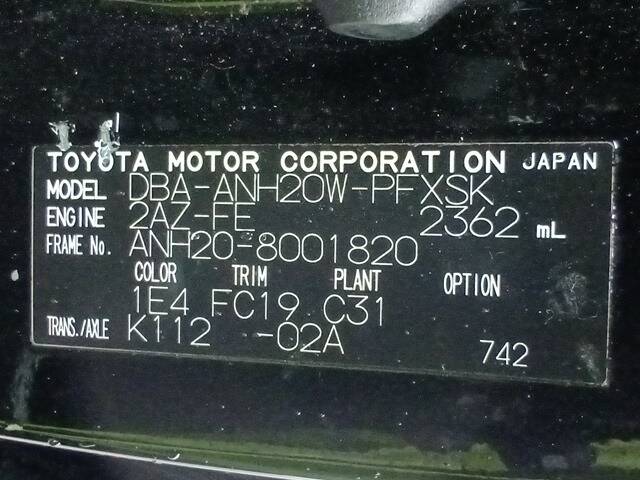 TOYOTA MOTOR CORPORATION JAPAN
MODEL DBA-ANH20W-PFXSK
ENGINE 2AZ-FE 2362 mL
FRAME No. ANH20-8001820
COLOR TRIM PLANT OPTION
1E4 FC19 C31
TRANS./AXLE K112 -02A
742